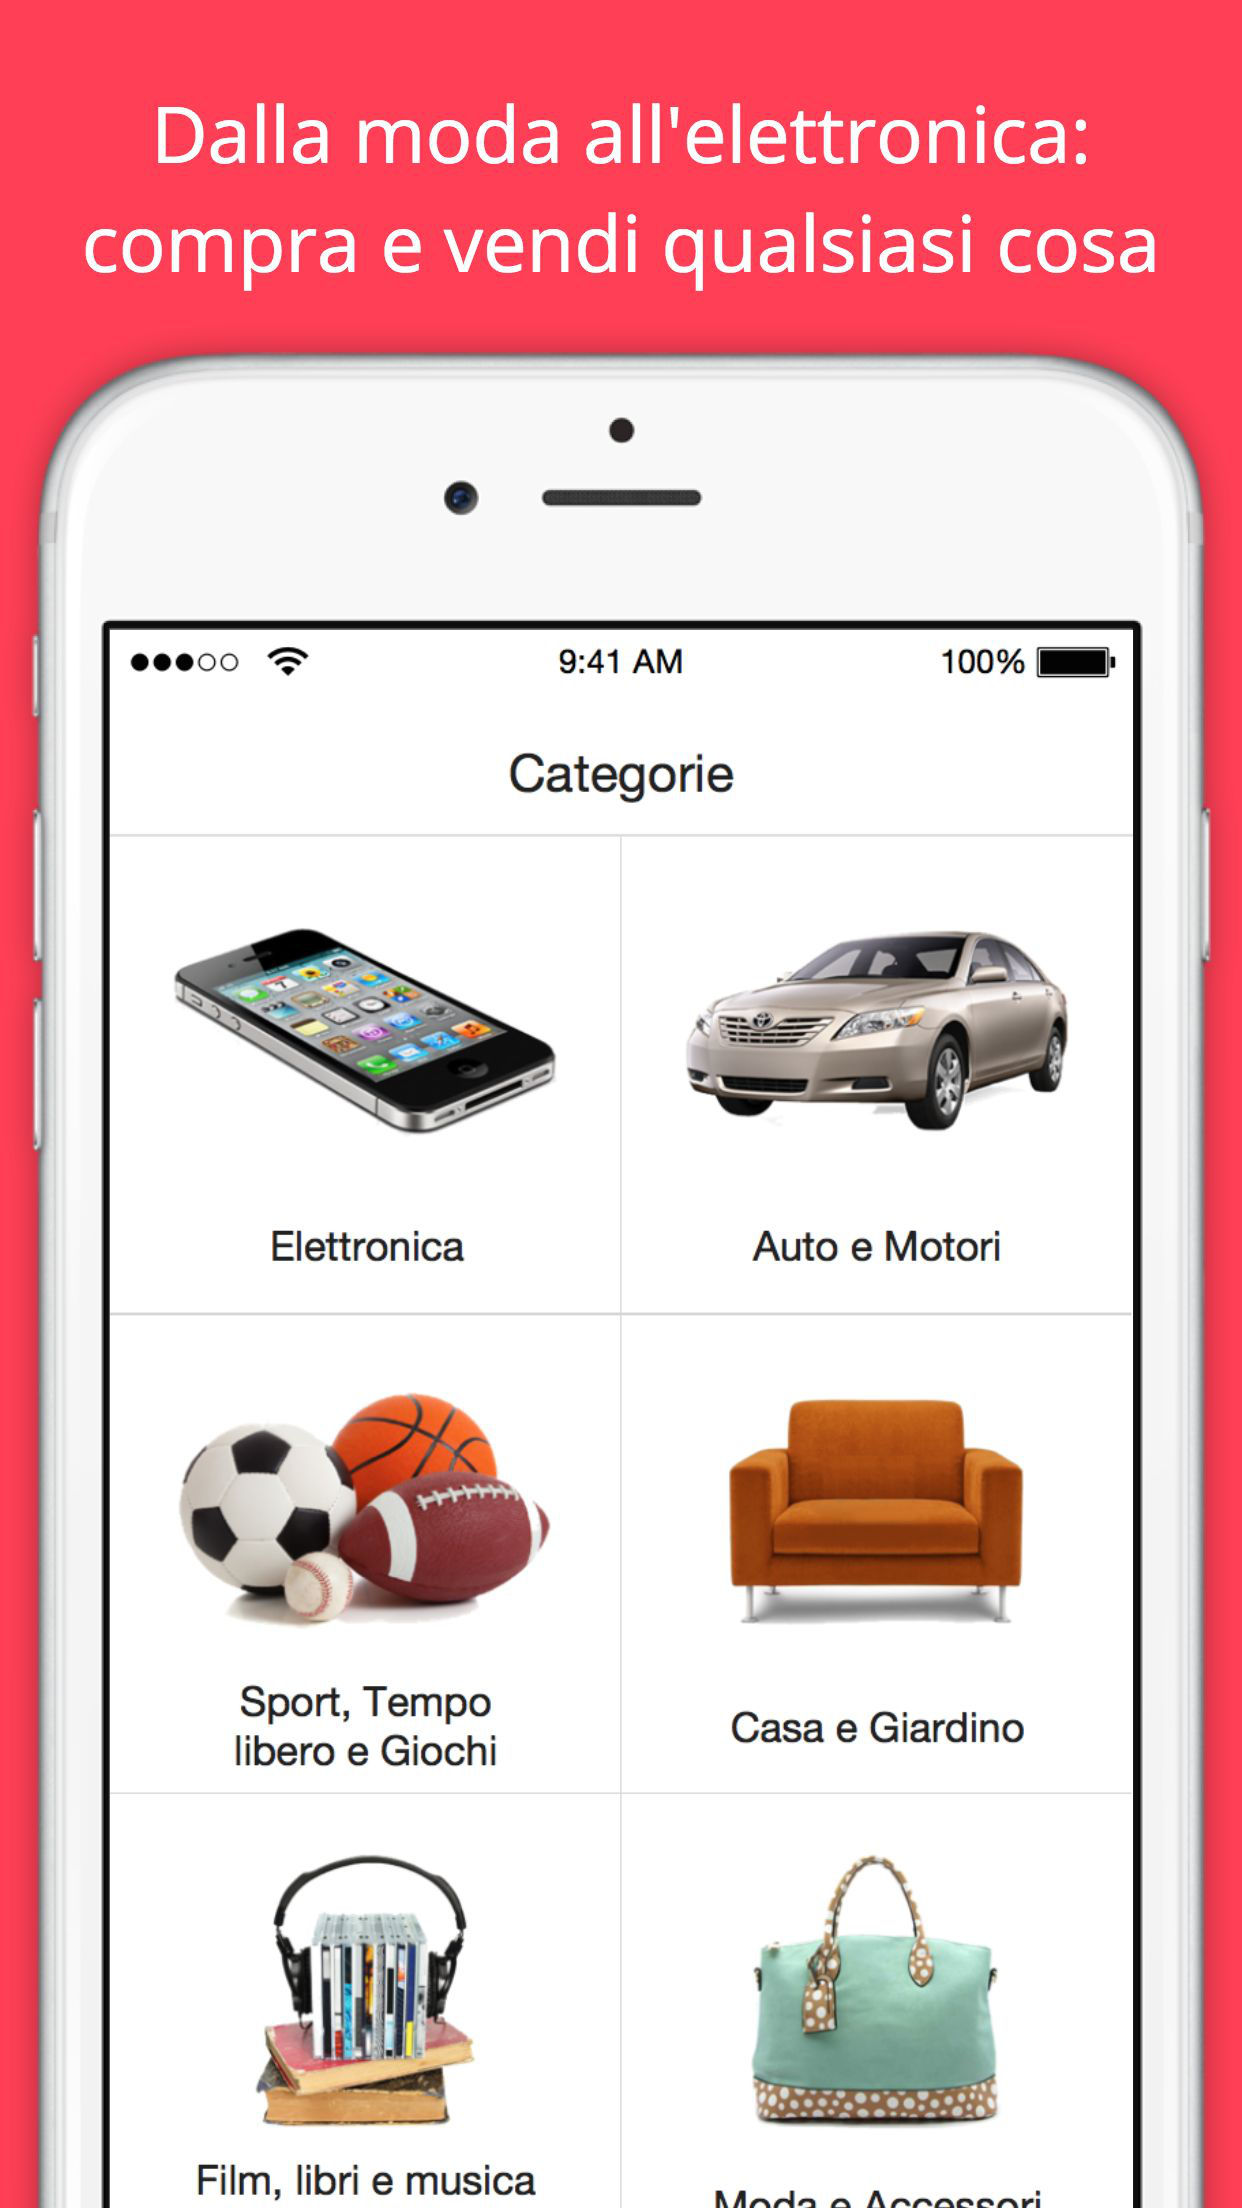 Dalla moda all'elettronica:
compra e vendi qualsiasi cosa
9:41 AM
100%
Categorie
Elettronica
Auto e Motori
Sport, Tempo
libero e Giochi
Casa e Giardino
Film, libri e musica
Moda e Accessori